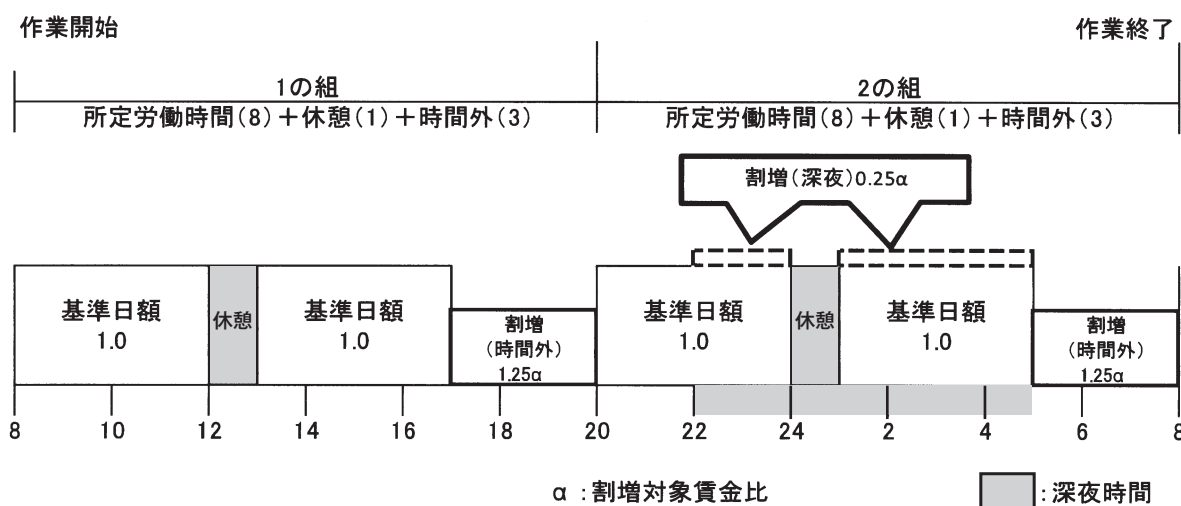 作業開始
作業終了
1の組
2の組
所定労働時間(8)+休憩(1)+時間外(3)
所定労働時間(8)+休憩(1)+時間外(3)
割増(深夜)0.25α
基準日額
1.0
休憩
基準日額
1.0
割増
(時間外)
1.25α
基準日額
1.0
休憩
基準日額
1.0
割増
(時間外)
1.25α
8 10 12 14 16 18 20 22 24 2 4 6 8
α:割増対象賃金比
:深夜時間